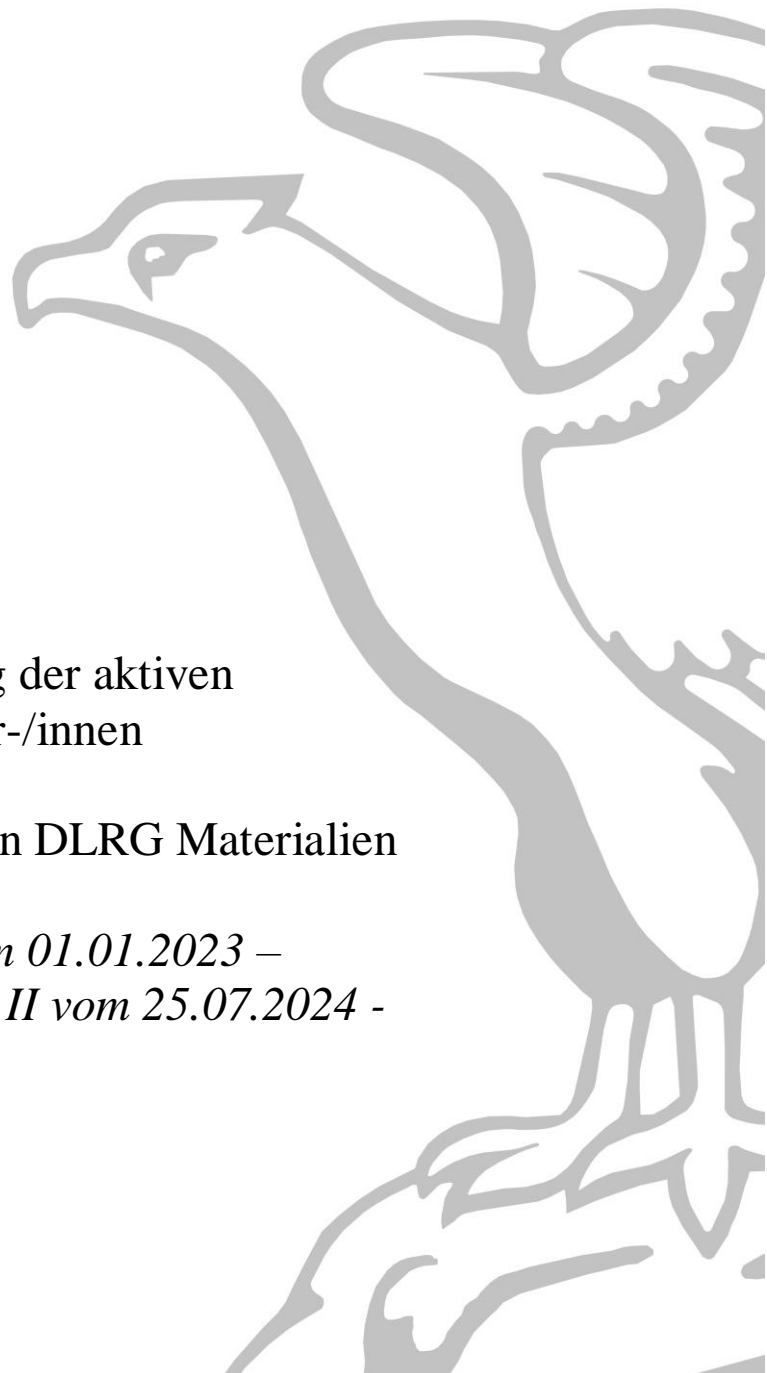 g der aktiven
r-/innen
n DLRG Materialien
n 01.01.2023 –
II vom 25.07.2024 -